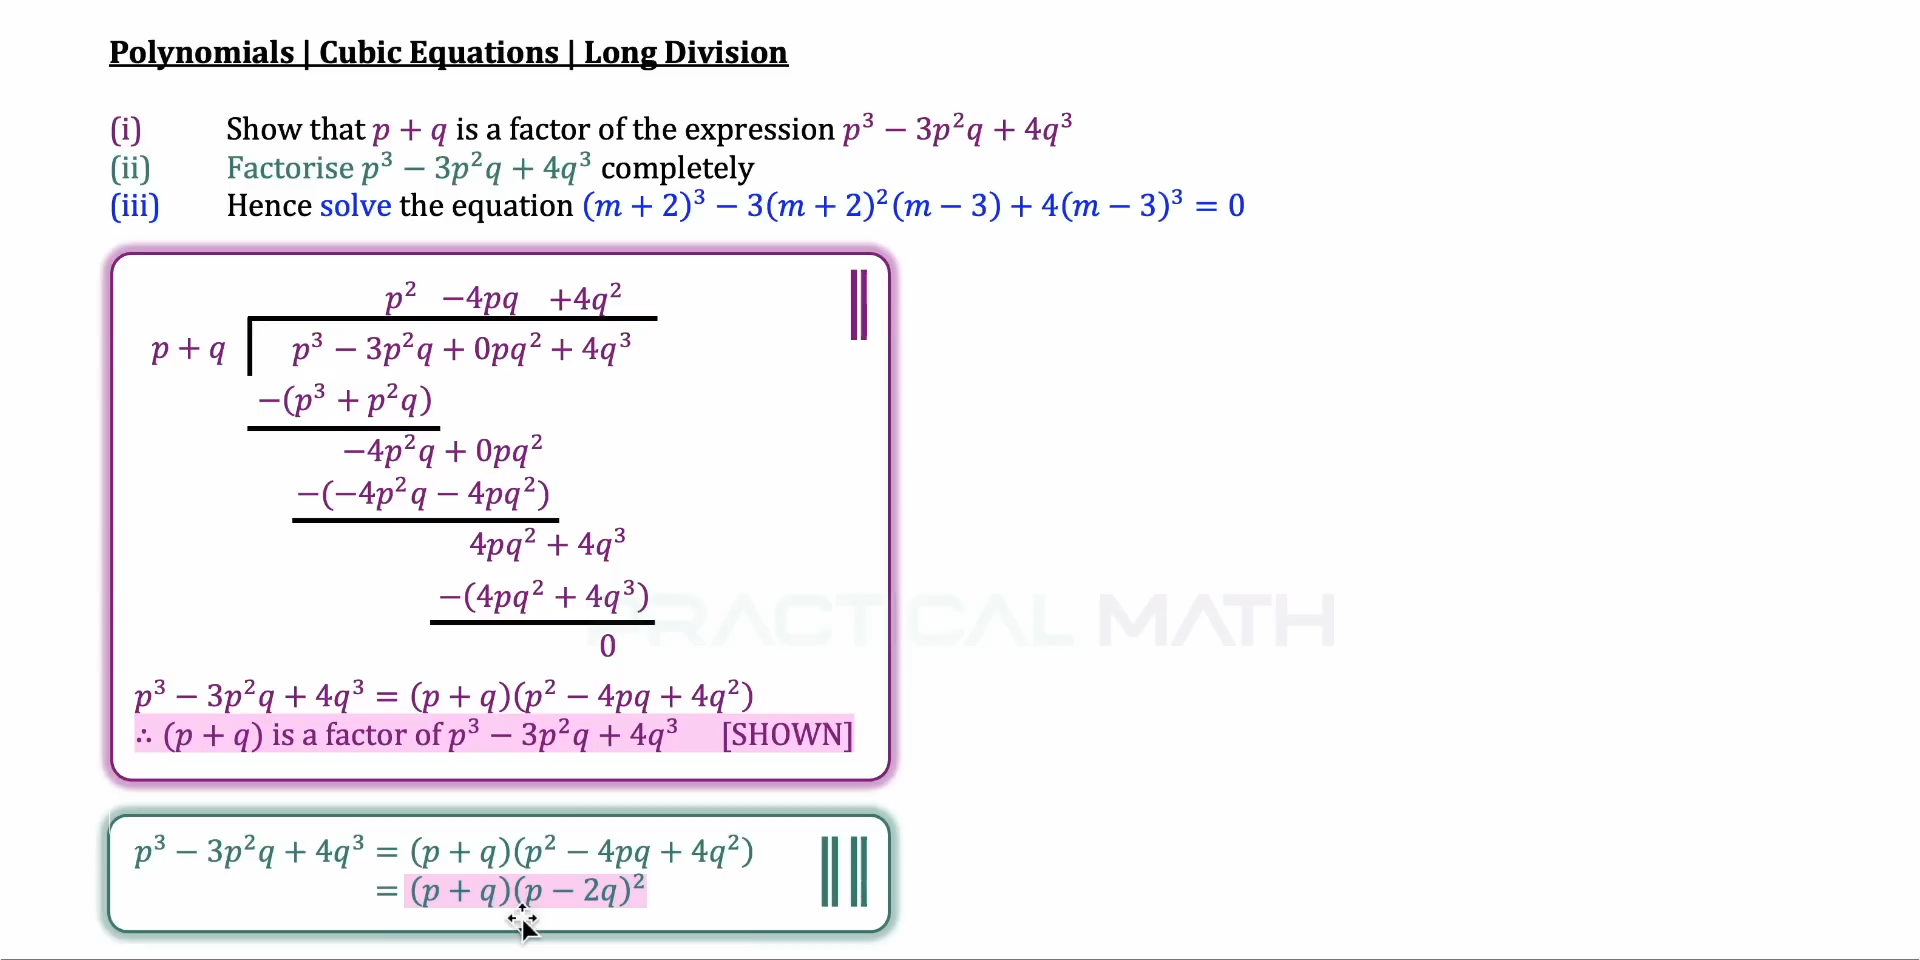 Polynomials | Cubic Equations | Long Division
(i) Show that p + q is a factor of the expression p³ − 3p²q + 4q³
(ii) Factorise p³ − 3p²q + 4q³ completely
(iii) Hence solve the equation (m + 2)³ − 3(m + 2)²(m − 3) + 4(m − 3)³ = 0
p² −4pq +4q²
p + q p³ − 3p²q + 0pq² + 4q³
−(p³ + p²q)
−4p²q + 0pq²
−(−4p²q − 4pq²)
4pq² + 4q³
−(4pq² + 4q³)
0
PRACTICAL MATH
p³ − 3p²q + 4q³ = (p + q)(p² − 4pq + 4q²)
∴ (p + q) is a factor of p³ − 3p²q + 4q³ [SHOWN]
p³ − 3p²q + 4q³ = (p + q)(p² − 4pq + 4q²)
= (p + q)(p − 2q)²